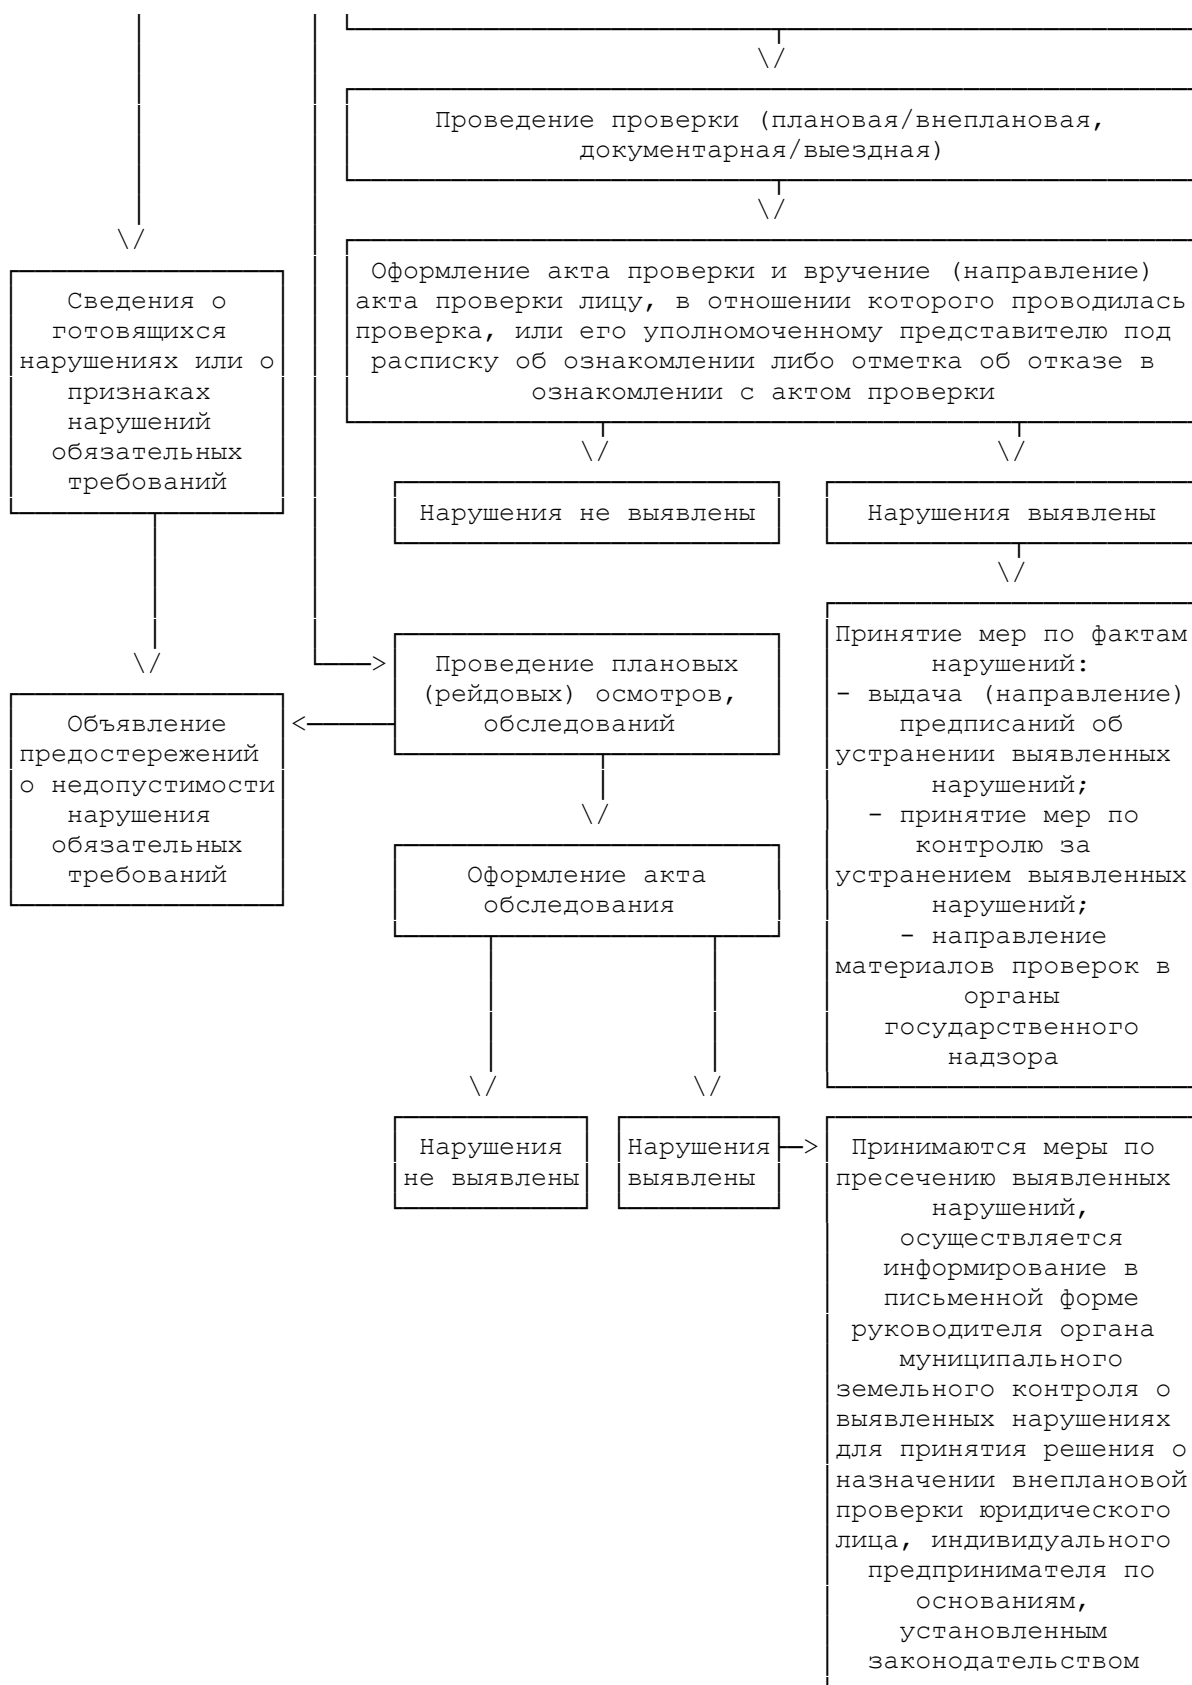 Проведение проверки (плановая/внеплановая,
документарная/выездная)
Оформление акта проверки и вручение (направление)
акта проверки лицу, в отношении которого проводилась
проверка, или его уполномоченному представителю под
расписку об ознакомлении либо отметка об отказе в
ознакомлении с актом проверки
Сведения о
готовящихся
нарушениях или о
признаках
нарушений
обязательных
требований
Нарушения не выявлены
Нарушения выявлены
Проведение плановых
(рейдовых) осмотров,
обследований
Принятие мер по фактам
нарушений:
- выдача (направление)
предписаний об
устранении выявленных
нарушений;
- принятие мер по
контролю за
устранением выявленных
нарушений;
- направление
материалов проверок в
органы
государственного
надзора
Объявление
предостережений
о недопустимости
нарушения
обязательных
требований
Оформление акта
обследования
Нарушения
не выявлены
Нарушения
выявлены
Принимаются меры по
пресечению выявленных
нарушений,
осуществляется
информирование в
письменной форме
руководителя органа
муниципального
земельного контроля о
выявленных нарушениях
для принятия решения о
назначении внеплановой
проверки юридического
лица, индивидуального
предпринимателя по
основаниям,
установленным
законодательством